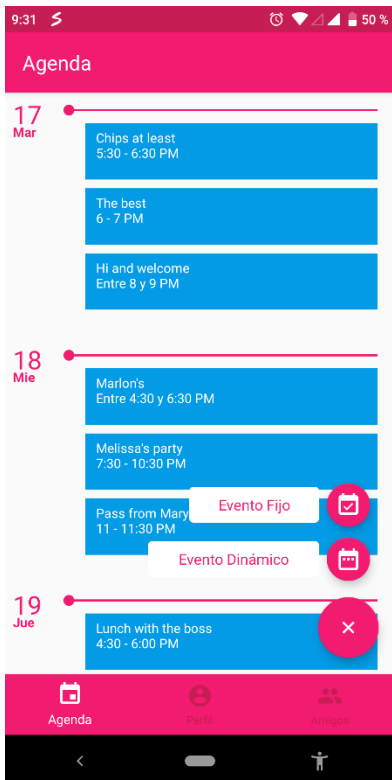 9:31
50 %
Agenda
17
Mar
Chips at least
5:30 - 6:30 PM
The best
6 - 7 PM
Hi and welcome
Entre 8 y 9 PM
18
Mie
Marlon's
Entre 4:30 y 6:30 PM
Melissa's party
7:30 - 10:30 PM
Pass from Mary
11 - 11:30 PM
Evento Fijo
Evento Dinámico
19
Jue
Lunch with the boss
4:30 - 6:00 PM
Agenda
Perfil
Amigos